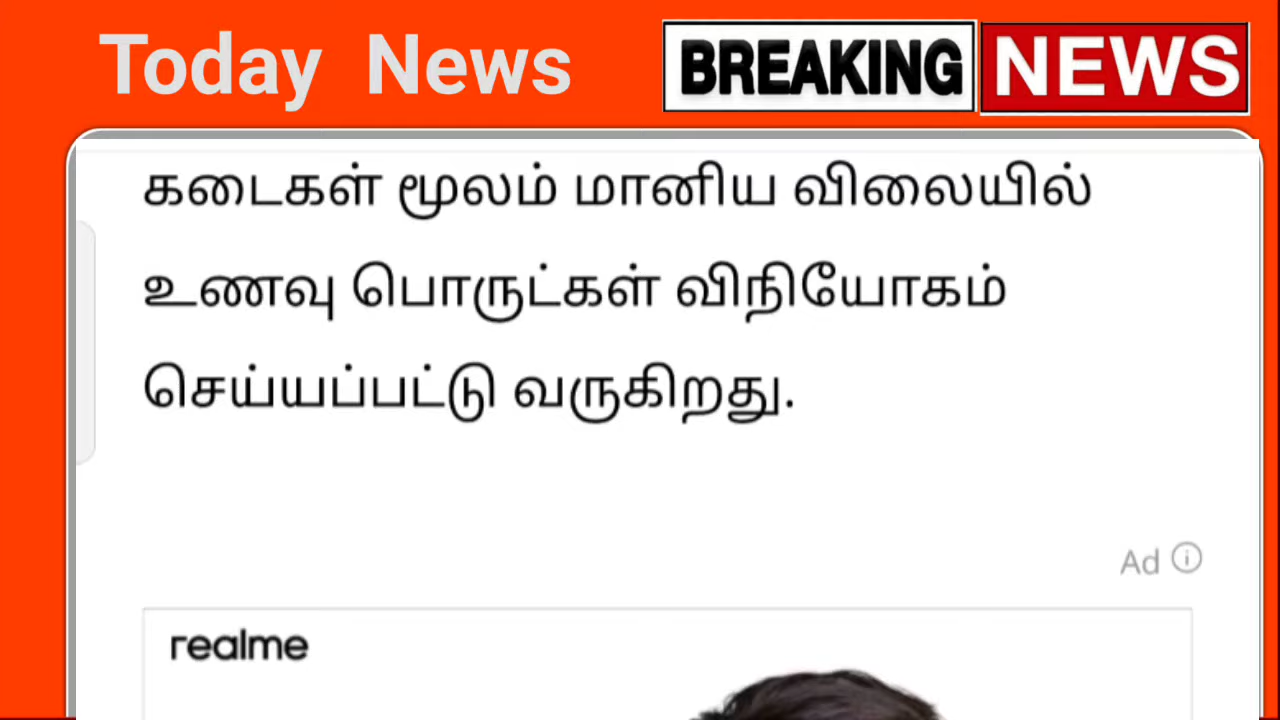 Today News
BREAKING NEWS
கடைகள் மூலம் மானிய விலையில்
உணவு பொருட்கள் விநியோகம்
செய்யப்பட்டு வருகிறது.
Ad
realme